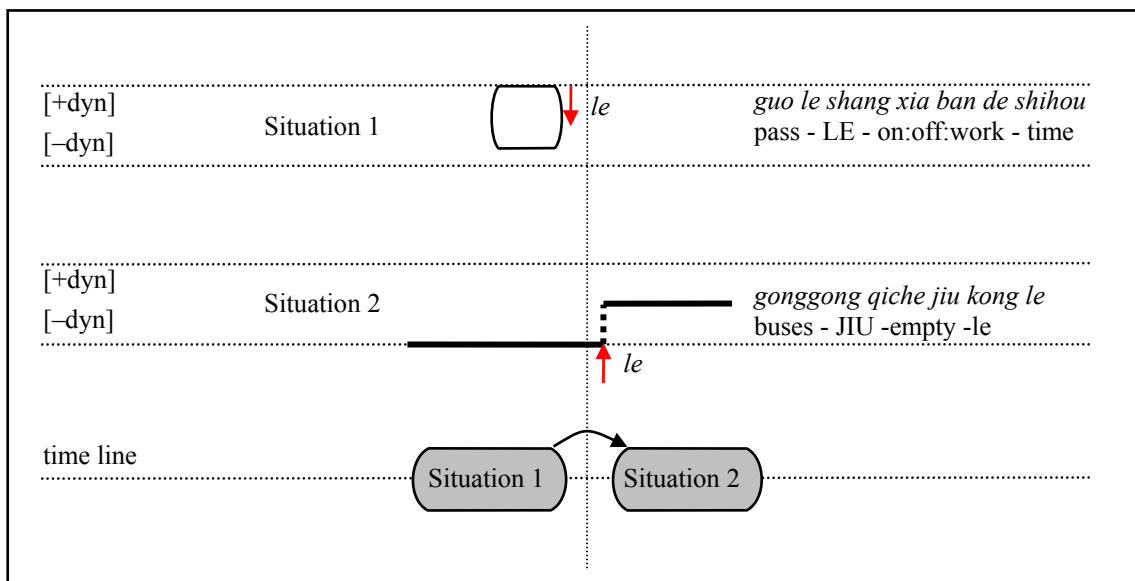 [+dyn]
[–dyn]
Situation 1
le
guo le shang xia ban de shihou
pass - LE - on:off:work - time
[+dyn]
[–dyn]
Situation 2
gonggong qiche jiu kong le
buses - JIU -empty -le
le
time line
Situation 1
Situation 2